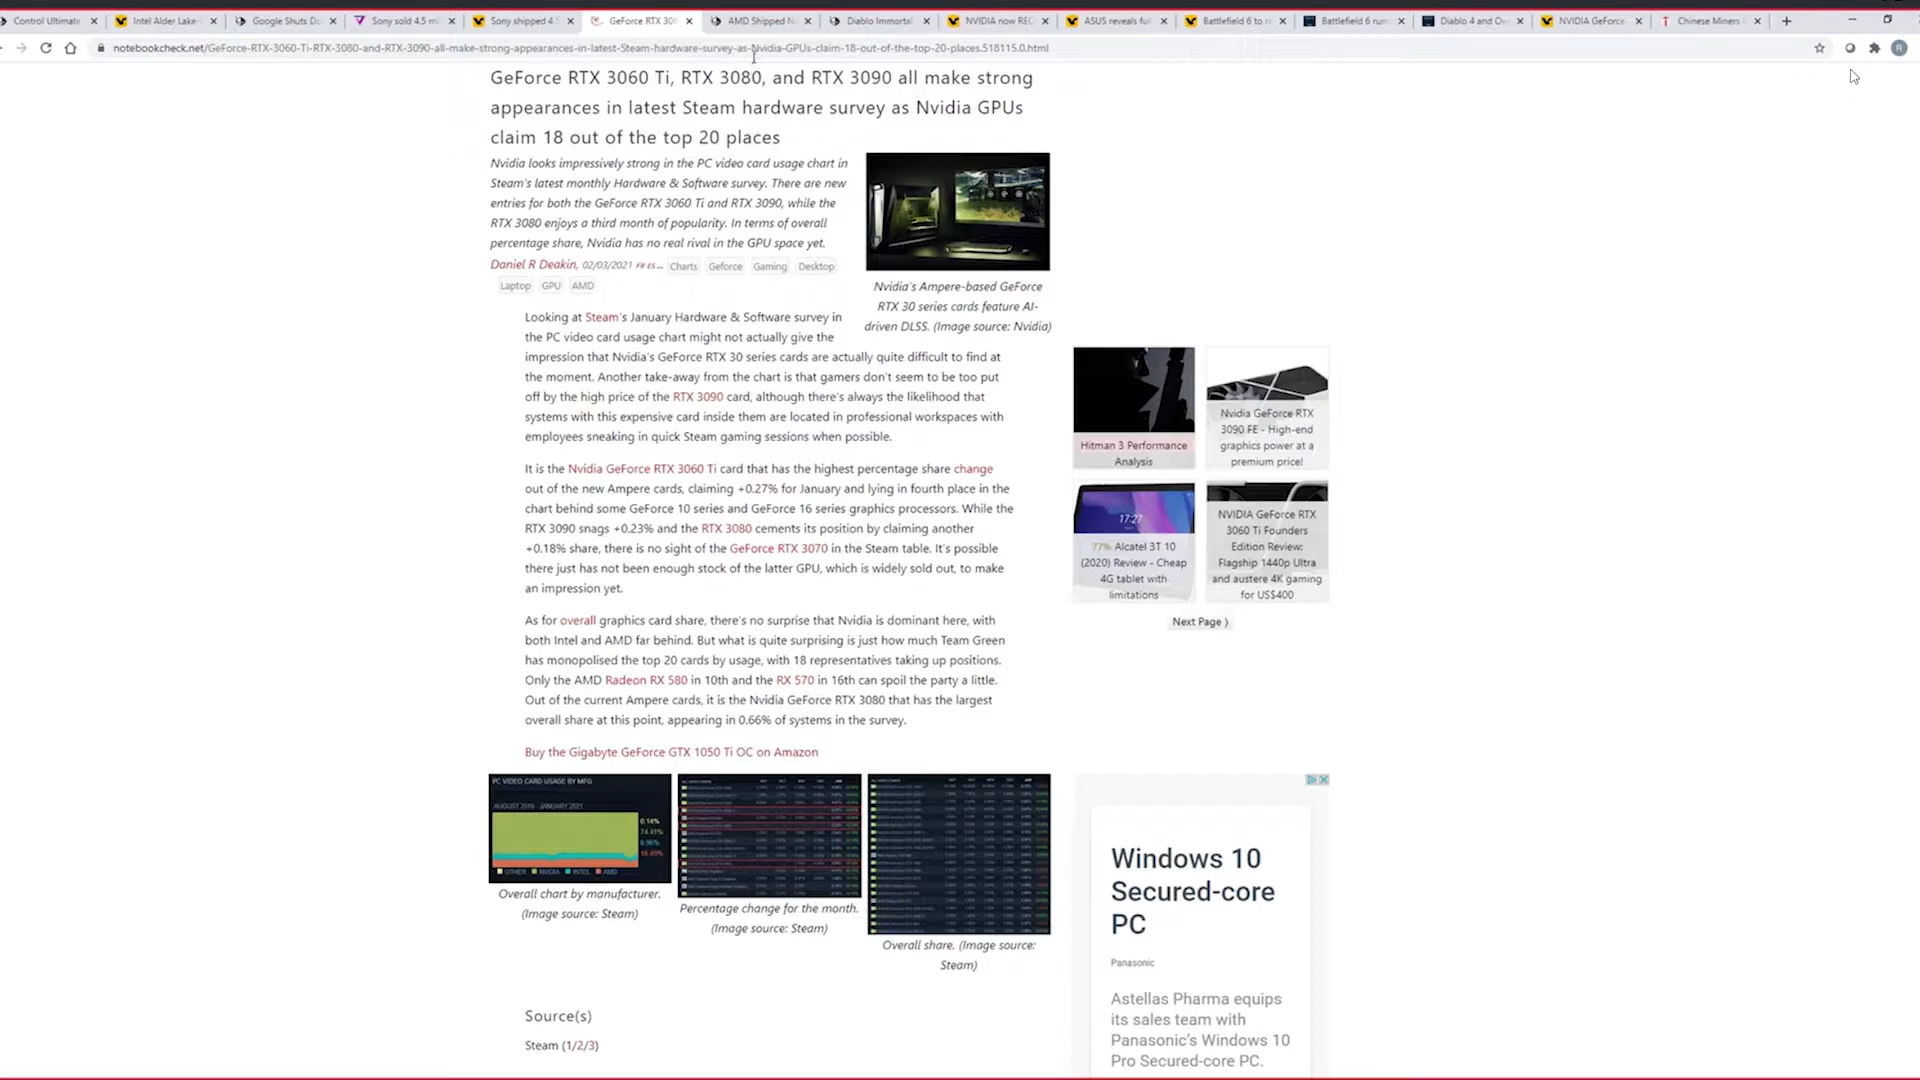 Control Ultimate
Intel Alder Lake-
Google Shuts Do
Sony sold 4.5 mi
Sony shipped 4.5
GeForce RTX 306
AMD Shipped N
Diablo Immortal
NVIDIA now REC
ASUS reveals ful
Battlefield 6 to r
Battlefield 6 rum
Diablo 4 and Ov
NVIDIA GeForce
Chinese Miners
notebookcheck.net/GeForce-RTX-3060-Ti-RTX-3080-and-RTX-3090-all-make-strong-appearances-in-latest-Steam-hardware-survey-as-Nvidia-GPUs-claim-18-out-of-the-top-20-places.518115.0.html
R
GeForce RTX 3060 Ti, RTX 3080, and RTX 3090 all make strong
appearances in latest Steam hardware survey as Nvidia GPUs
claim 18 out of the top 20 places
Nvidia looks impressively strong in the PC video card usage chart in
Steam's latest monthly Hardware & Software survey. There are new
entries for both the GeForce RTX 3060 Ti and RTX 3090, while the
RTX 3080 enjoys a third month of popularity. In terms of overall
percentage share, Nvidia has no real rival in the GPU space yet.
Daniel R Deakin, 02/03/2021 FR ES ... Charts Geforce Gaming Desktop
Laptop GPU AMD
Nvidia's Ampere-based GeForce
RTX 30 series cards feature AI-
driven DLSS. (Image source: Nvidia)
Looking at Steam's January Hardware & Software survey in
the PC video card usage chart might not actually give the
impression that Nvidia's GeForce RTX 30 series cards are actually quite difficult to find at
the moment. Another take-away from the chart is that gamers don't seem to be too put
off by the high price of the RTX 3090 card, although there's always the likelihood that
systems with this expensive card inside them are located in professional workspaces with
employees sneaking in quick Steam gaming sessions when possible.
It is the Nvidia GeForce RTX 3060 Ti card that has the highest percentage share change
out of the new Ampere cards, claiming +0.27% for January and lying in fourth place in the
chart behind some GeForce 10 series and GeForce 16 series graphics processors. While the
RTX 3090 snags +0.23% and the RTX 3080 cements its position by claiming another
+0.18% share, there is no sight of the GeForce RTX 3070 in the Steam table. It's possible
there just has not been enough stock of the latter GPU, which is widely sold out, to make
an impression yet.
As for overall graphics card share, there's no surprise that Nvidia is dominant here, with
both Intel and AMD far behind. But what is quite surprising is just how much Team Green
has monopolised the top 20 cards by usage, with 18 representatives taking up positions.
Only the AMD Radeon RX 580 in 10th and the RX 570 in 16th can spoil the party a little.
Out of the current Ampere cards, it is the Nvidia GeForce RTX 3080 that has the largest
overall share at this point, appearing in 0.66% of systems in the survey.
Buy the Gigabyte GeForce GTX 1050 Ti OC on Amazon
Hitman 3 Performance
Analysis
Nvidia GeForce RTX
3090 FE - High-end
graphics power at a
premium price!
17:27
77% Alcatel 3T 10
(2020) Review - Cheap
4G tablet with
limitations
NVIDIA GeForce RTX
3060 Ti Founders
Edition Review:
Flagship 1440p Ultra
and austere 4K gaming
for US$400
Next Page ⟩
PC VIDEO CARD USAGE BY MFG
AUGUST 2019 - JANUARY 2021
0.14%
74.41%
8.96%
16.49%
OTHER NVIDIA INTEL AMD
Overall chart by manufacturer.
(Image source: Steam)
Percentage change for the month.
(Image source: Steam)
Overall share. (Image source:
Steam)
Windows 10
Secured-core
PC
Panasonic
Astellas Pharma equips
its sales team with
Panasonic's Windows 10
Pro Secured-core PC.
Source(s)
Steam (1/2/3)